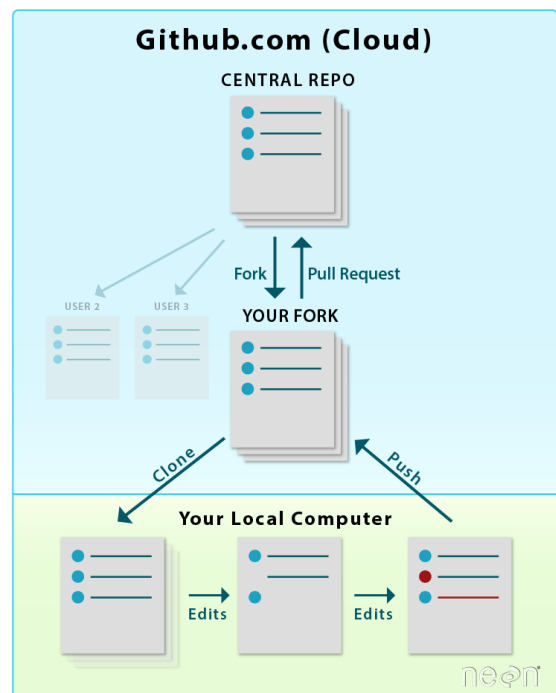 Github.com (Cloud)
CENTRAL REPO
Fork
Pull Request
USER 2
USER 3
YOUR FORK
Clone
Push
Your Local Computer
Edits
Edits
neon